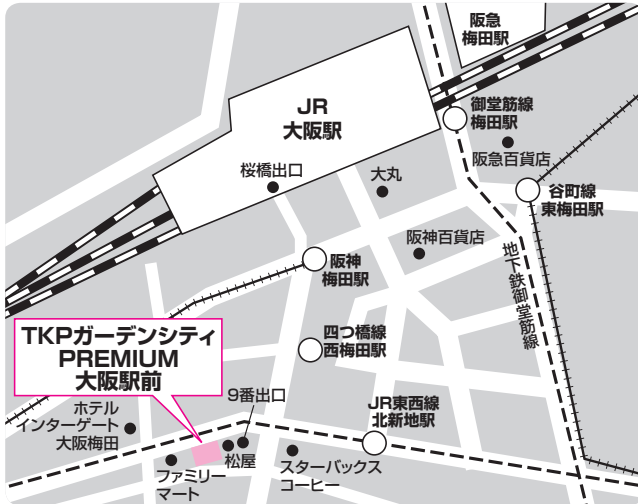 阪急
梅田駅
JR
大阪駅
御堂筋線
梅田駅
阪急百貨店
桜橋出口
大丸
谷町線
東梅田駅
阪神百貨店
阪神
梅田駅
地下鉄御堂筋線
TKPガーデンシティ
PREMIUM
大阪駅前
四つ橋線
西梅田駅
9番出口
JR東西線
北新地駅
ホテル
インターゲート
大阪梅田
松屋
ファミリー
マート
スターバックス
コーヒー